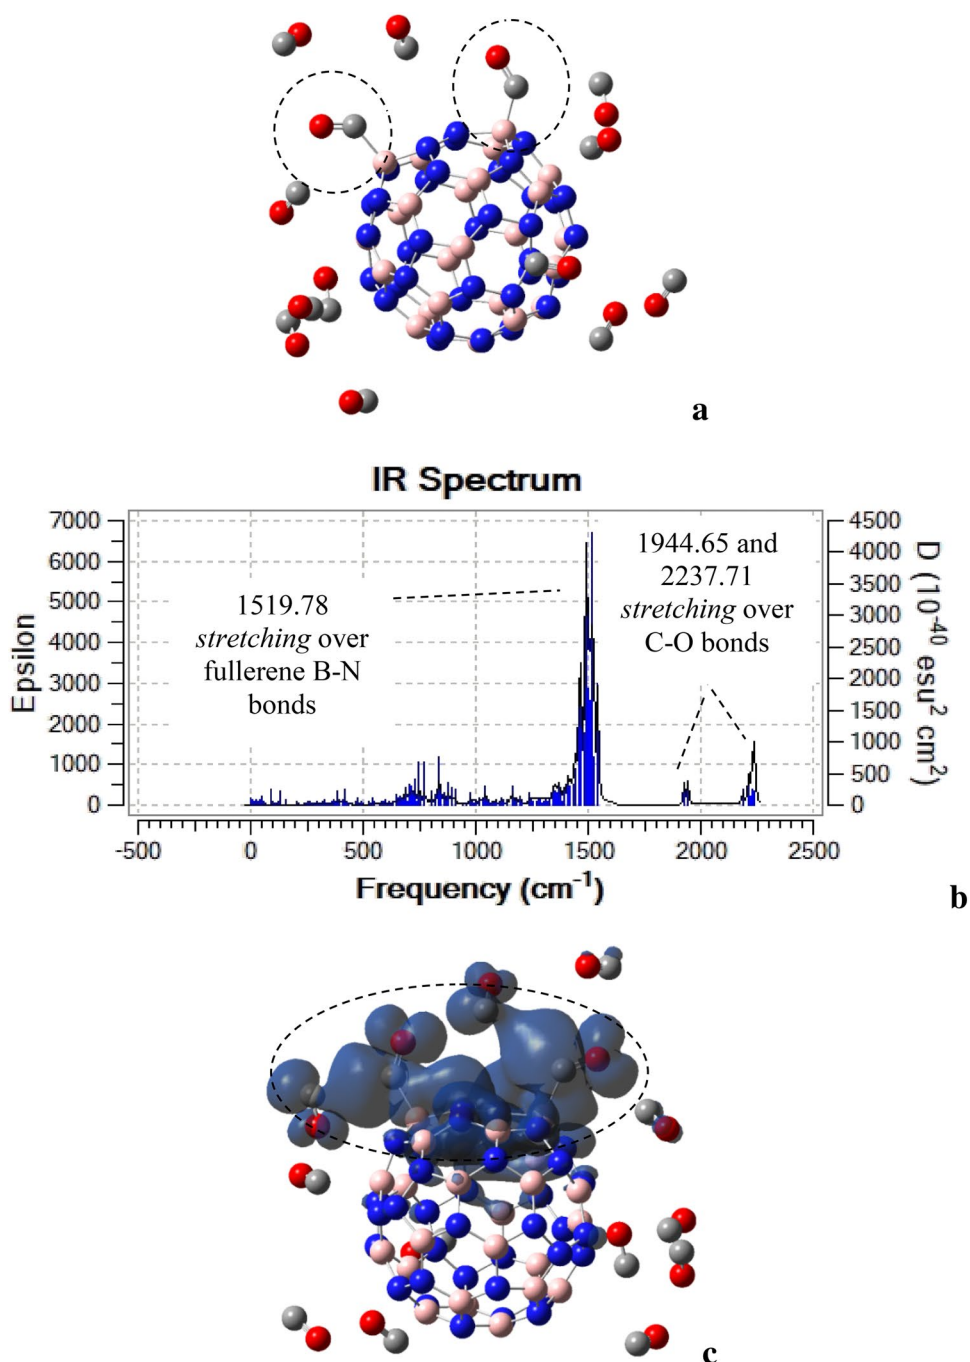 a
IR Spectrum
Epsilon
7000
6000
5000
4000
3000
2000
1000
0
1519.78
stretching over
fullerene B-N
bonds
1944.65 and
2237.71
stretching over
C-O bonds
4500
4000
3500
3000
2500
2000
1500
1000
500
0
D (10⁻⁴⁰ esu² cm²)
-500
0
500
1000
1500
2000
2500
Frequency (cm⁻¹)
b
c